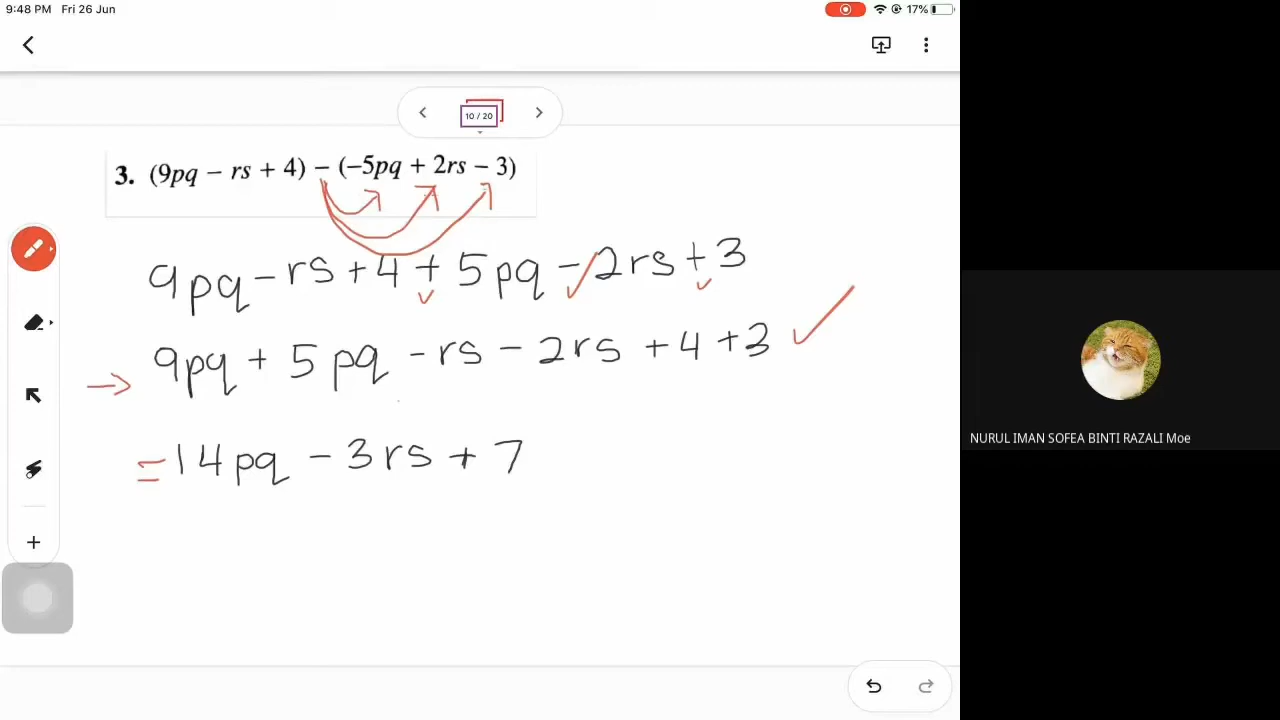 9:48 PM Fri 26 Jun
17%
10 / 20
3. (9pq − rs + 4) − (−5pq + 2rs − 3)
9pq − rs + 4 + 5pq − 2rs + 3
9pq + 5pq − rs − 2rs + 4 + 3
= 14pq − 3rs + 7
NURUL IMAN SOFEA BINTI RAZALI Moe